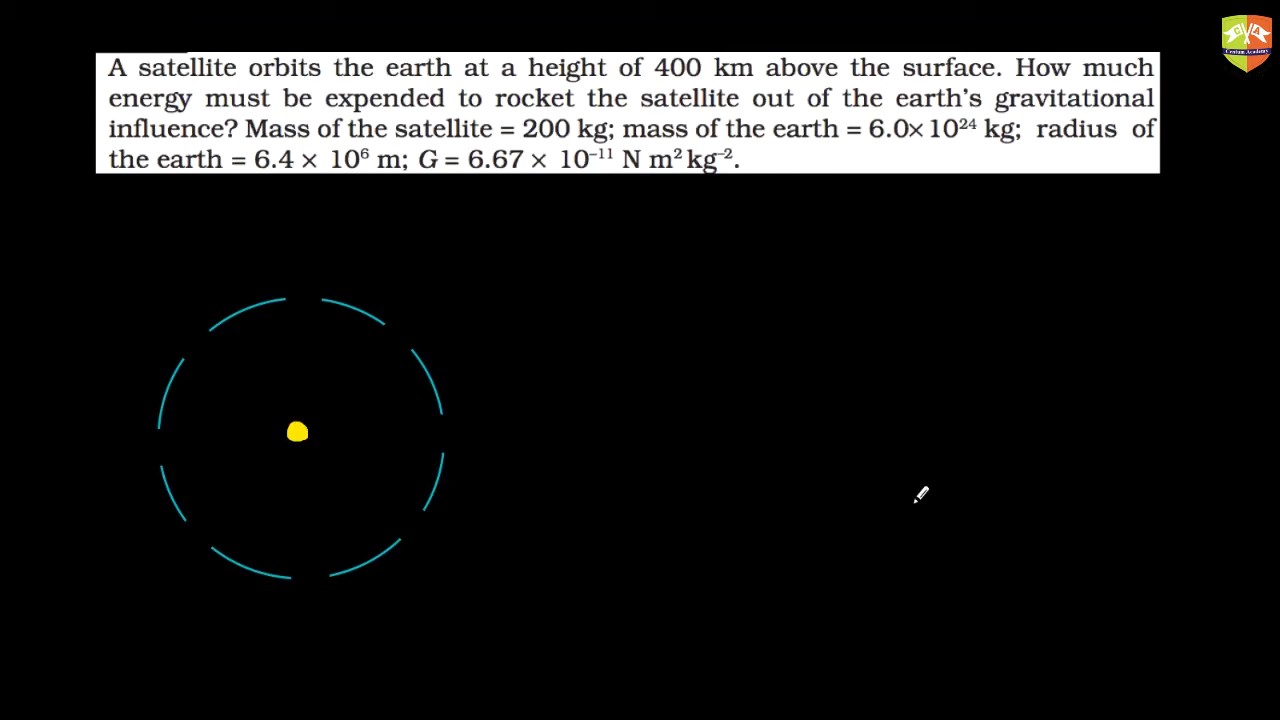 A satellite orbits the earth at a height of 400 km above the surface. How much
energy must be expended to rocket the satellite out of the earth’s gravitational
influence? Mass of the satellite = 200 kg; mass of the earth = 6.0× 10²⁴ kg; radius of
the earth = 6.4 × 10⁶ m; G = 6.67 × 10⁻¹¹ N m² kg⁻².
Centum Academy